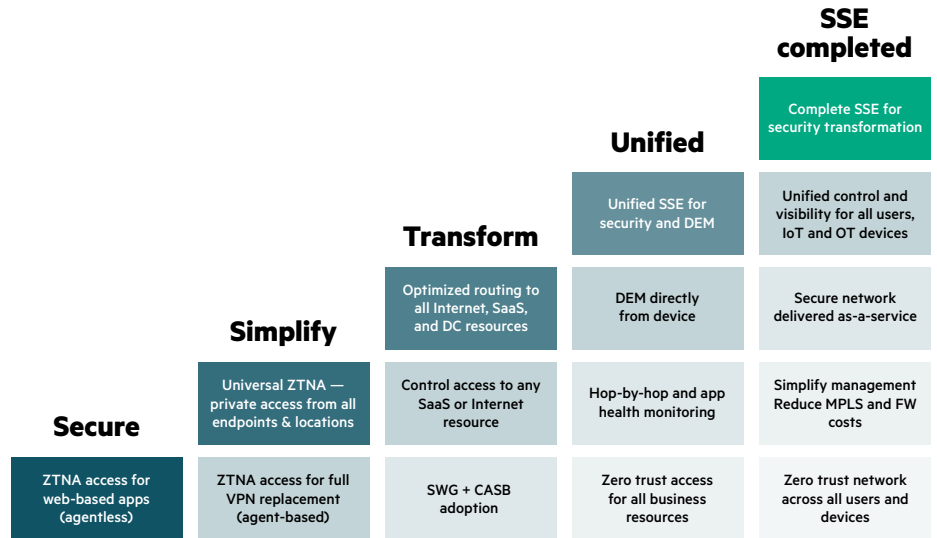 Secure
ZTNA access for
web-based apps
(agentless)
Simplify
Universal ZTNA —
private access from all
endpoints & locations
ZTNA access for full
VPN replacement
(agent-based)
Transform
Optimized routing to
all Internet, SaaS,
and DC resources
Control access to any
SaaS or Internet
resource
SWG + CASB
adoption
Unified
Unified SSE for
security and DEM
DEM directly
from device
Hop-by-hop and app
health monitoring
Zero trust access
for all business
resources
SSE
completed
Complete SSE for
security transformation
Unified control and
visibility for all users,
IoT and OT devices
Secure network
delivered as-a-service
Simplify management
Reduce MPLS and FW
costs
Zero trust network
across all users and
devices